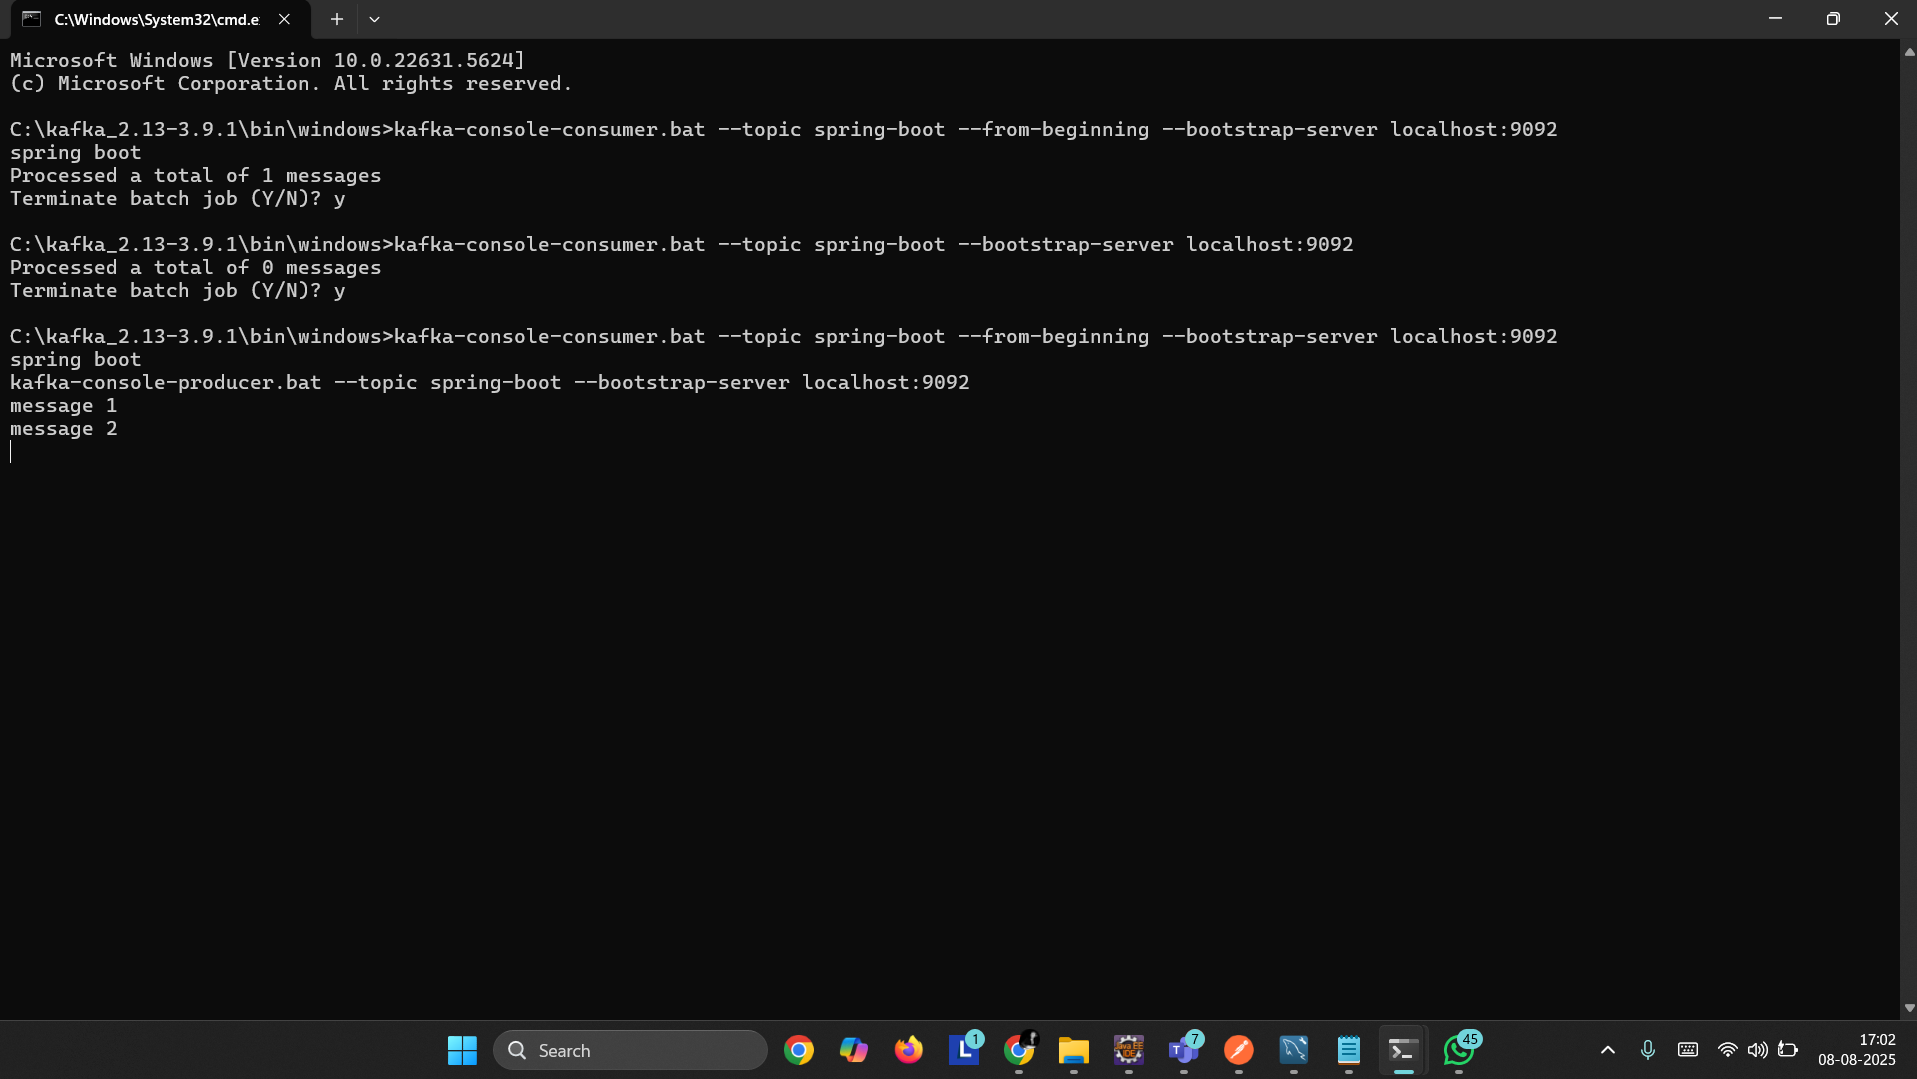 C:\Windows\System32\cmd.e
Microsoft Windows [Version 10.0.22631.5624]
(c) Microsoft Corporation. All rights reserved.
C:\kafka_2.13-3.9.1\bin\windows>kafka-console-consumer.bat --topic spring-boot --from-beginning --bootstrap-server localhost:9092
spring boot
Processed a total of 1 messages
Terminate batch job (Y/N)? y
C:\kafka_2.13-3.9.1\bin\windows>kafka-console-consumer.bat --topic spring-boot --bootstrap-server localhost:9092
Processed a total of 0 messages
Terminate batch job (Y/N)? y
C:\kafka_2.13-3.9.1\bin\windows>kafka-console-consumer.bat --topic spring-boot --from-beginning --bootstrap-server localhost:9092
spring boot
kafka-console-producer.bat --topic spring-boot --bootstrap-server localhost:9092
message 1
message 2
Search
L
1
Java EE
IDE
T
7
45
17:02
08-08-2025